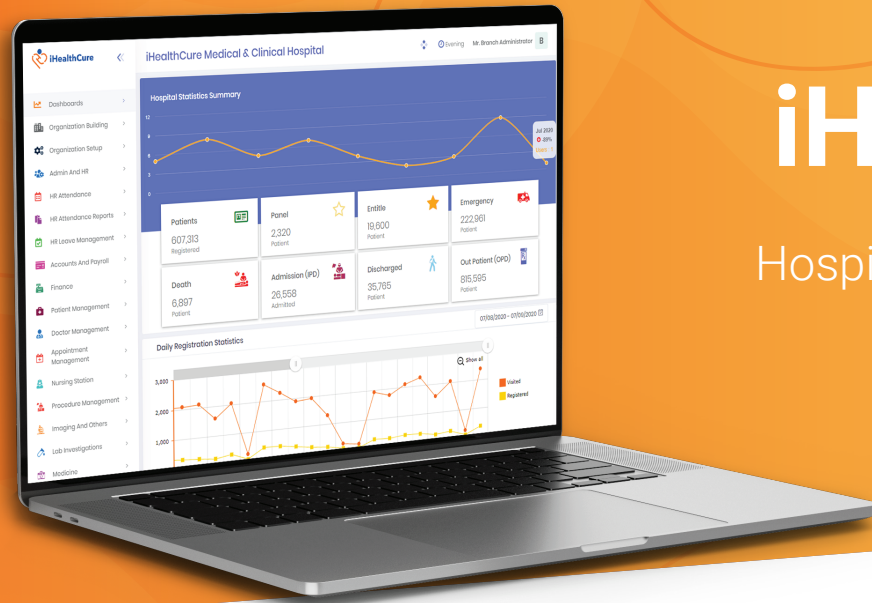 iHealthCure
iHealthCure Medical & Clinical Hospital
Evening
Mr. Branch Administrator
B
Dashboards
Organization Building
Organization Setup
Admin And HR
HR Attendance
HR Attendance Reports
HR Leave Management
Accounts And Payroll
Finance
Patient Management
Doctor Management
Appointment
Management
Nursing Station
Procedure Management
Imaging And Others
Lab Investigations
Medicine
Hospital Statistics Summary
12
9
6
3
0
Jul 2020
-89%
Patients
607,313
Registered
Panel
2,320
Patient
Entitle
19,600
Patient
Emergency
222,961
Patient
Death
6,897
Patient
Admission (IPD)
26,558
Admitted
Discharged
35,765
Patient
Out Patient (OPD)
815,595
Patient
Daily Registration Statistics
Show all
3,000
2,000
1,000
Visited
Registered
iH
Hospi